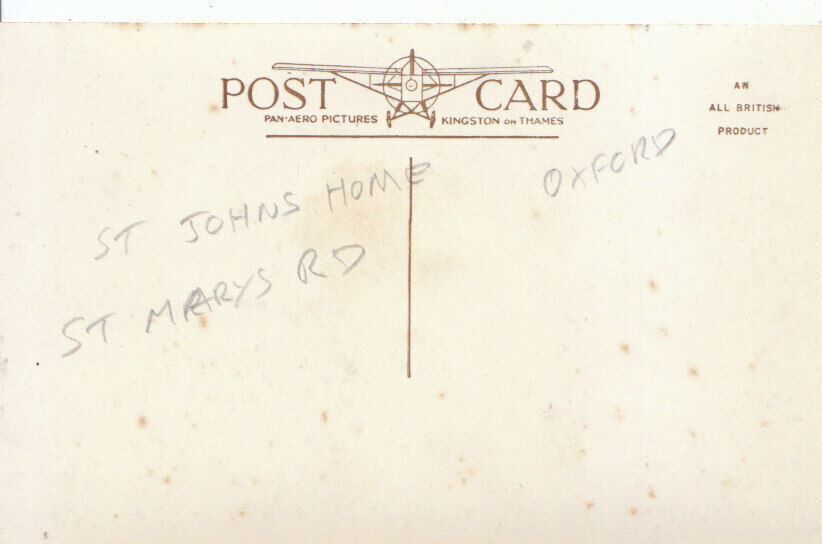 POST CARD
PAN-AERO PICTURES KINGSTON ON THAMES
AN
ALL BRITISH
PRODUCT
ST JOHNS HOME
ST MARYS RD
OXFORD